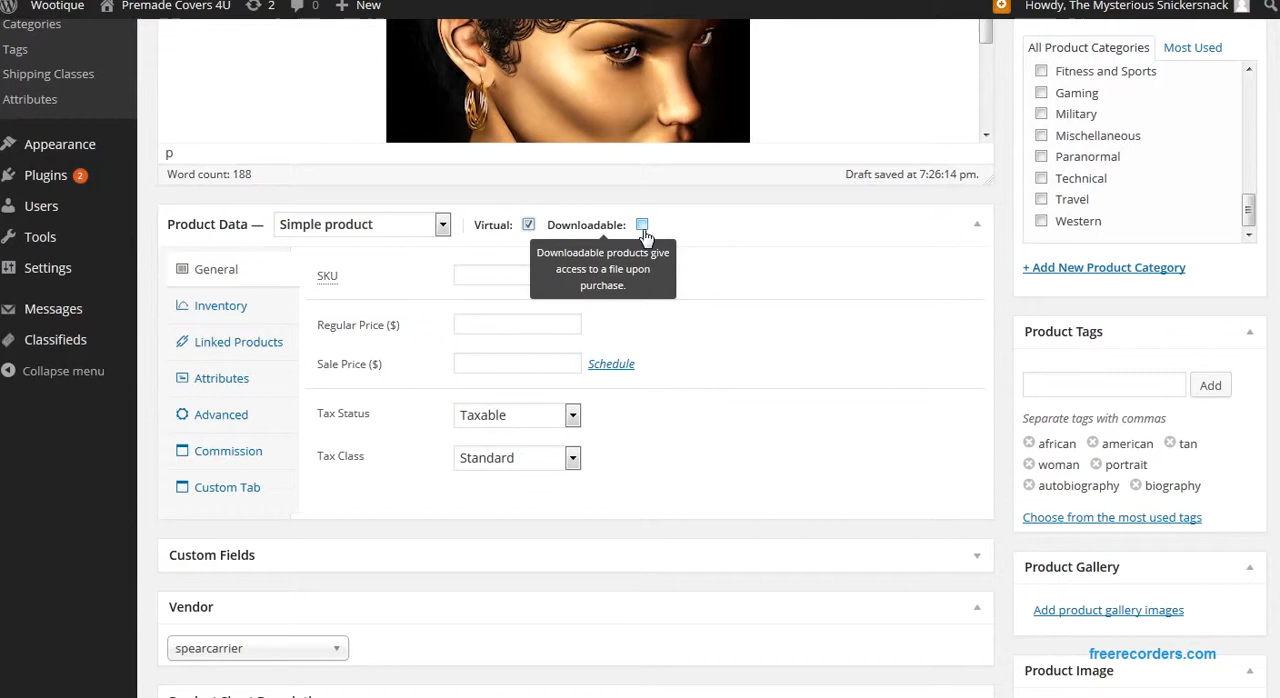 Wootique Premade Covers 4U 2 0 New Howdy, The Mysterious Snickersnack
Categories
Tags
Shipping Classes
Attributes
Appearance
Plugins 2
Users
Tools
Settings
Messages
Classifieds
Collapse menu
p
Word count: 188 Draft saved at 7:26:14 pm.
Product Data — Simple product Virtual: Downloadable:
Downloadable products give
access to a file upon
purchase.
General
Inventory
Linked Products
Attributes
Advanced
Commission
Custom Tab
SKU
Regular Price ($)
Sale Price ($) Schedule
Tax Status Taxable
Tax Class Standard
Custom Fields
Vendor
spearcarrier
All Product Categories Most Used
Fitness and Sports
Gaming
Military
Mischellaneous
Paranormal
Technical
Travel
Western
+ Add New Product Category
Product Tags
Add
Separate tags with commas
african american tan
woman portrait
autobiography biography
Choose from the most used tags
Product Gallery
Add product gallery images
freerecorders.com
Product Image